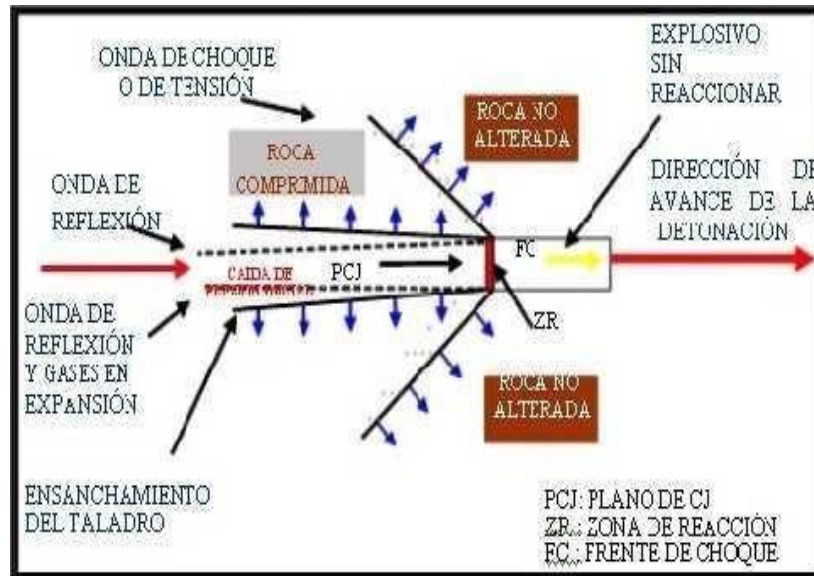 ONDA DE CHOQUE
O DE TENSIÓN
EXPLOSIVO
SIN
REACCIONAR
ROCA NO
ALTERADA
ROCA
COMPRIMIDA
ONDA DE
REFLEXIÓN
DIRECCIÓN DE
AVANCE DE LA
DETONACIÓN
FC
PCJ
CAIDA DE
ZR
ONDA DE
REFLEXIÓN
Y GASES EN
EXPANSIÓN
ROCA NO
ALTERADA
ENSANCHAMIENTO
DEL TALADRO
PCJ: PLANO DE CJ
ZR.: ZONA DE REACCIÓN
FC.: FRENTE DE CHOQUE